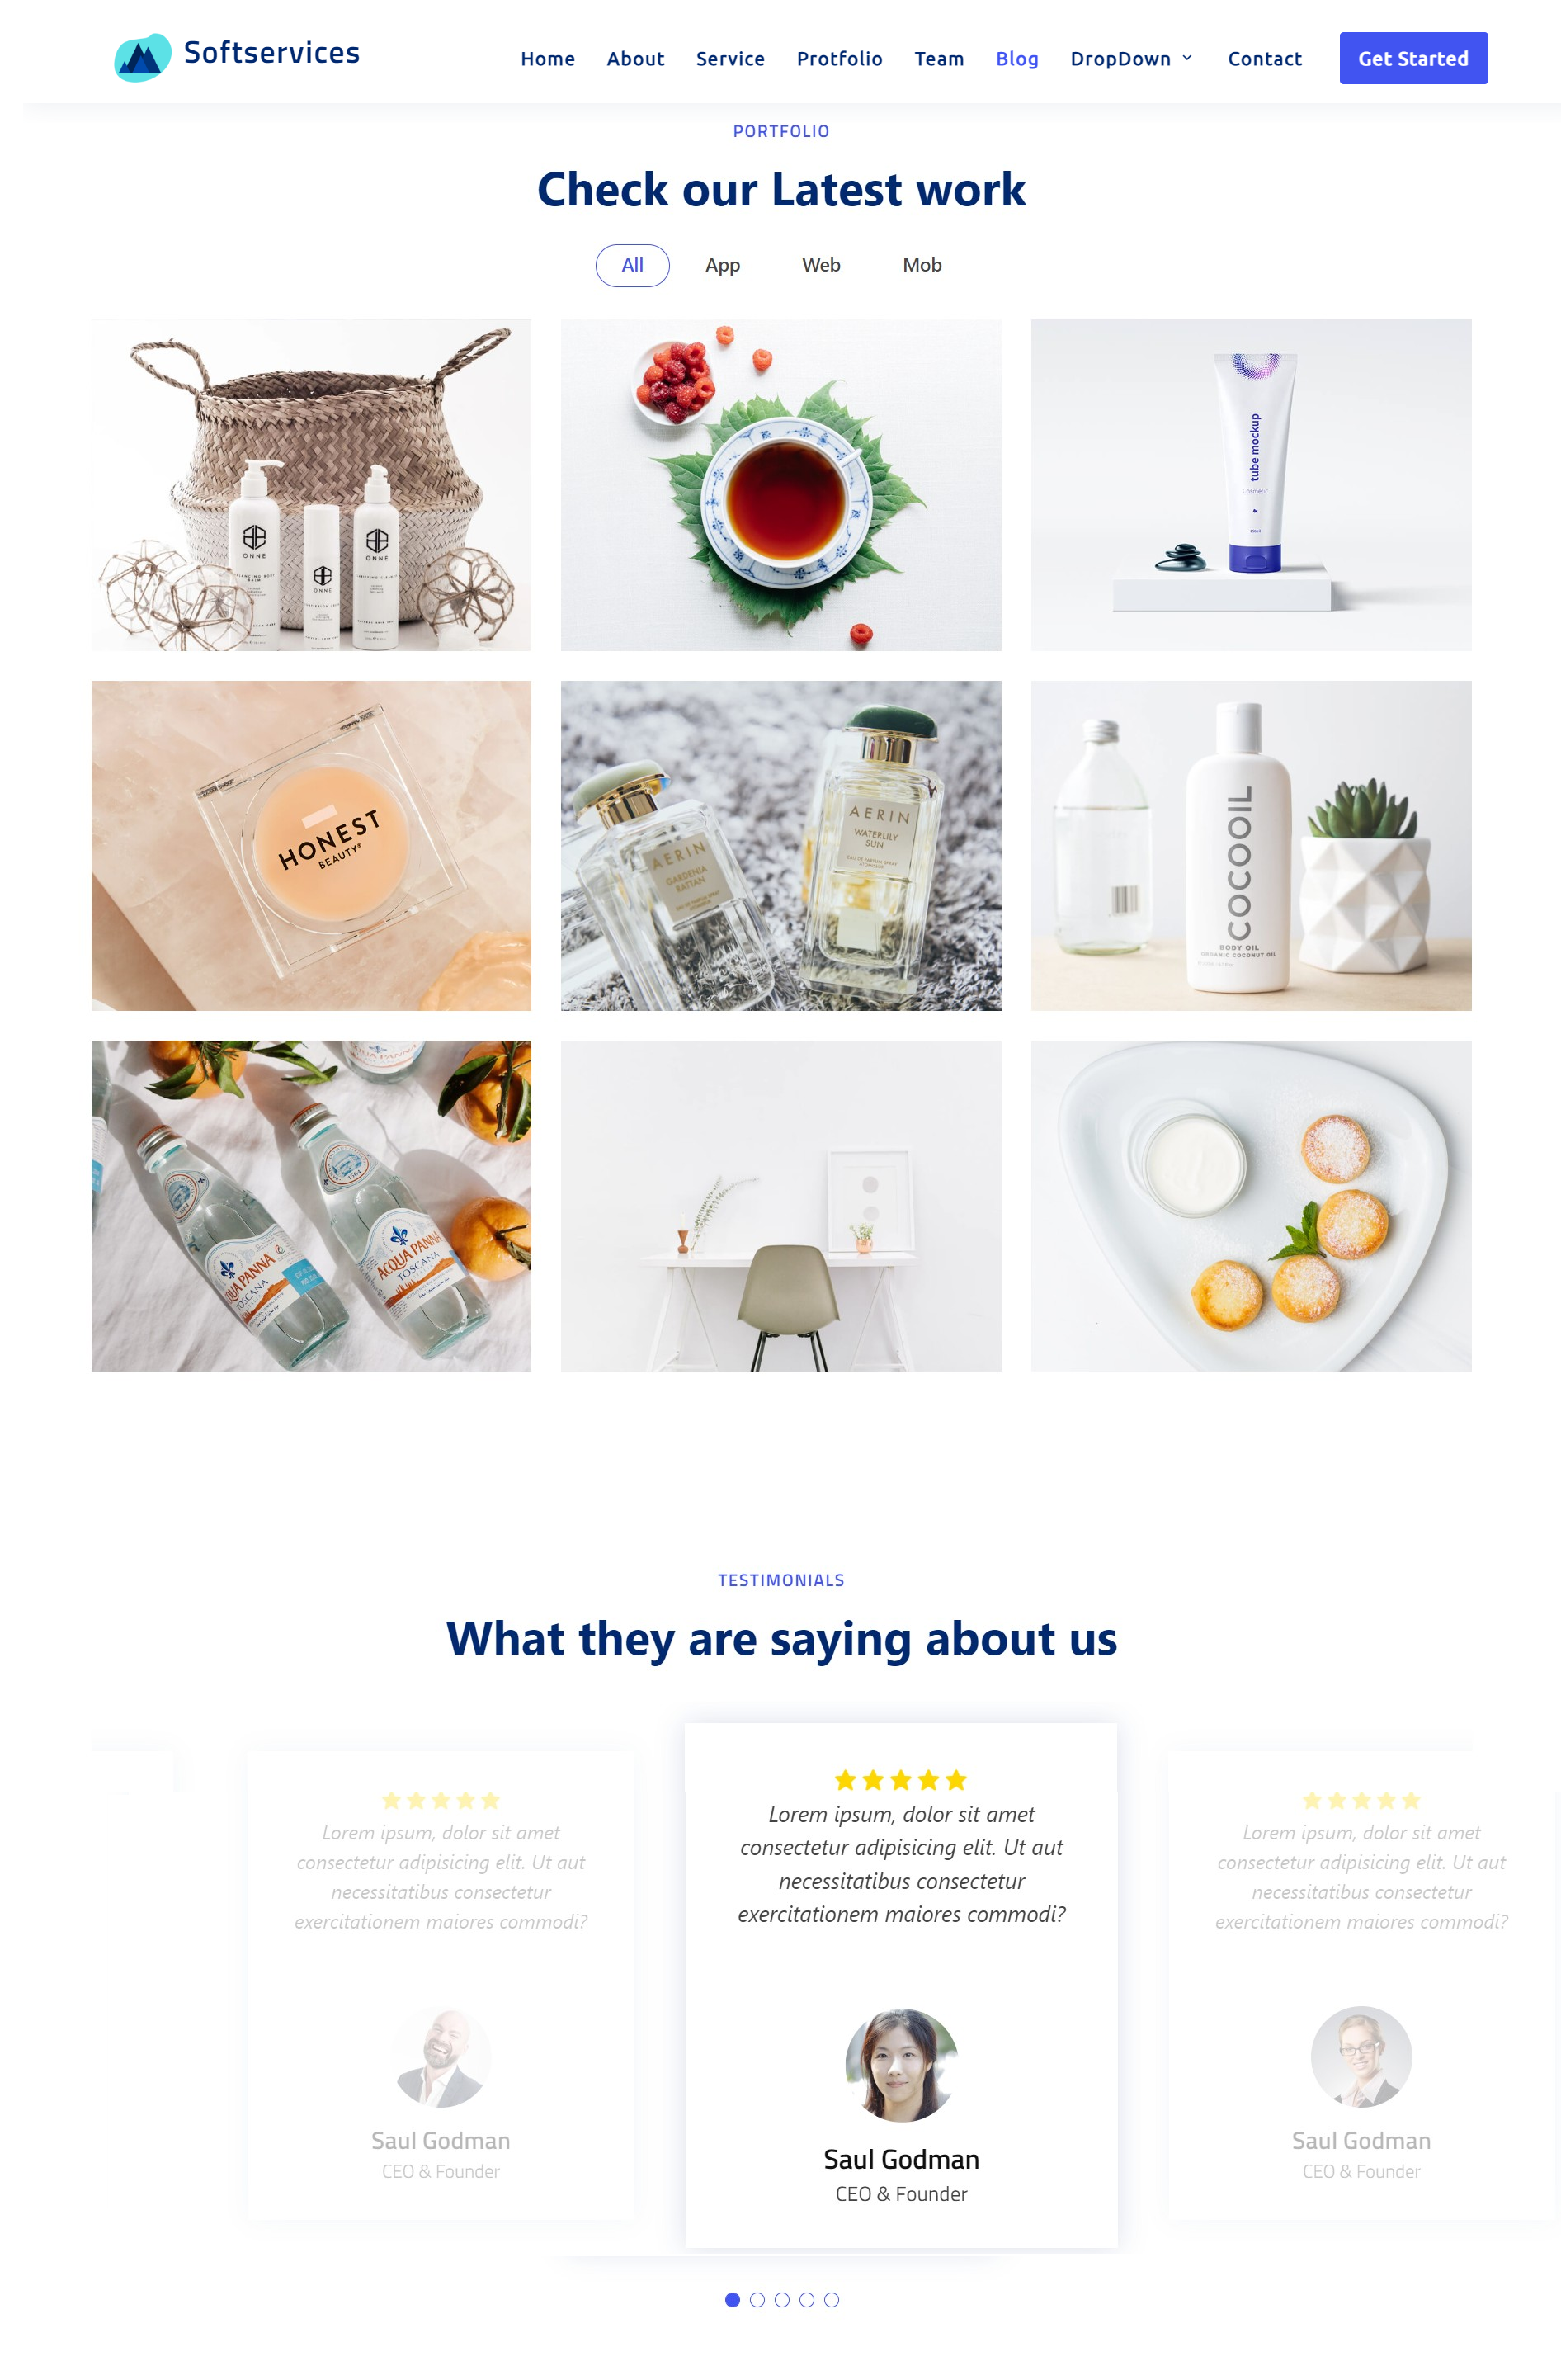 Softservices
Home About Service Protfolio Team Blog DropDown Contact Get Started
PORTFOLIO
Check our Latest work
All App Web Mob
ONNE
ONNE
ONNE
tube mockup
Cosmetic
HONEST
BEAUTY
AERIN
GARDENIA
RATTAN
AERIN
WATERLILY
SUN
COCOOIL
BODY OIL
ORGANIC COCONUT OIL
ACQUA PANNA
TOSCANA
TESTIMONIALS
What they are saying about us
Lorem ipsum, dolor sit amet
consectetur adipisicing elit. Ut aut
necessitatibus consectetur
exercitationem maiores commodi?
Saul Godman
CEO & Founder
Lorem ipsum, dolor sit amet
consectetur adipisicing elit. Ut aut
necessitatibus consectetur
exercitationem maiores commodi?
Saul Godman
CEO & Founder
Lorem ipsum, dolor sit amet
consectetur adipisicing elit. Ut aut
necessitatibus consectetur
exercitationem maiores commodi?
Saul Godman
CEO & Founder